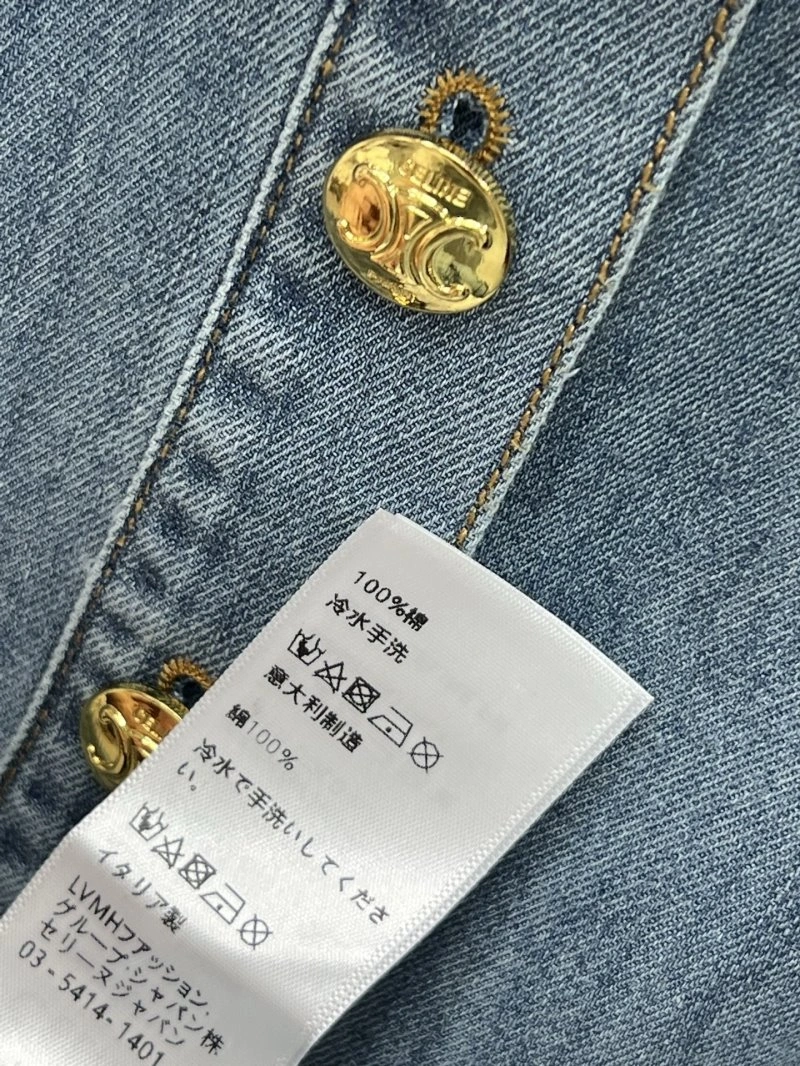 CELINE
100%綿
冷水手洗
意大利制造
綿100%
冷水で手洗いしてくださ
い。
イタリア製
LVMHファッション.
グループ・ジャパン株
セリーヌジャパン
03-5414-1401